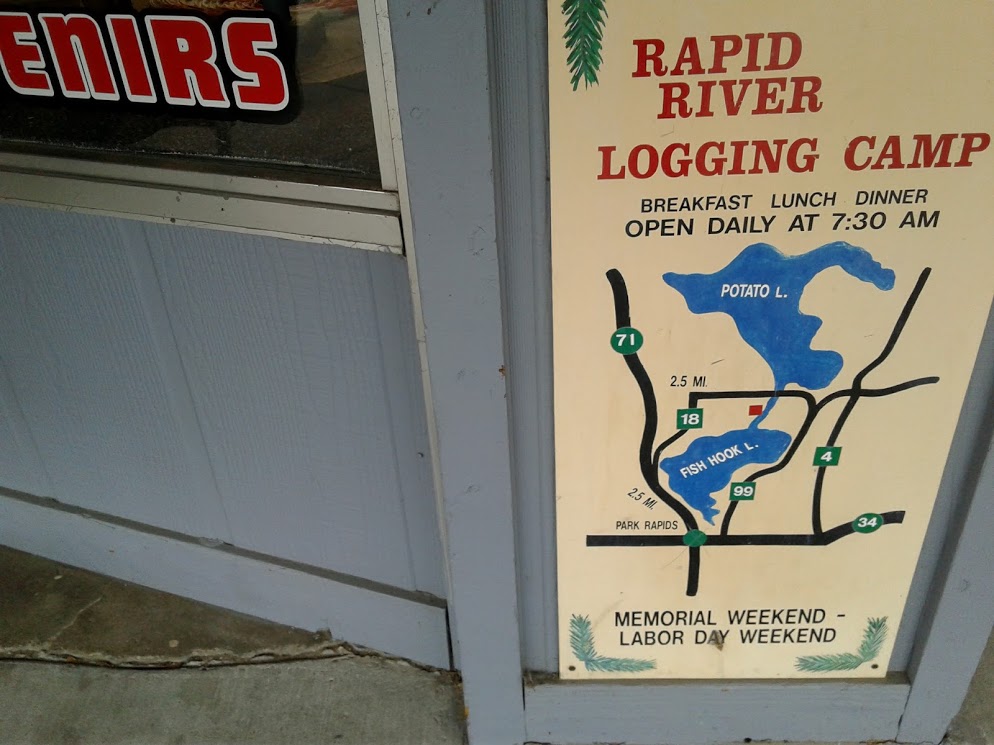 ENIRS
RAPID
RIVER
LOGGING CAMP
BREAKFAST LUNCH DINNER
OPEN DAILY AT 7:30 AM
POTATO L.
71
2.5 MI.
18
FISH HOOK L.
4
99
2.5 MI.
PARK RAPIDS
34
MEMORIAL WEEKEND -
LABOR DAY WEEKEND